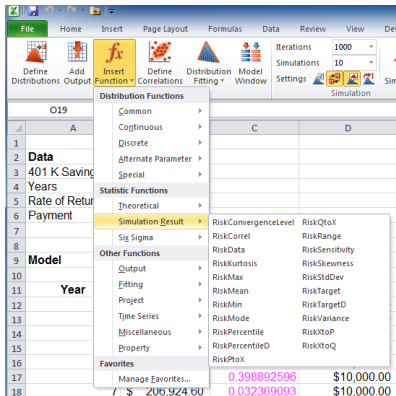 File Home Insert Page Layout Formulas Data Review View
Define Distributions
Add Output
Insert Function
Define Correlations
Distribution Fitting
Model Window
Iterations 1000
Simulations 10
Settings
Simulation
O19
A C D
Distribution Functions
Common
Continuous
Discrete
Alternate Parameter
Special
Statistic Functions
Theoretical
Simulation Result
Six Sigma
Other Functions
Output
Fitting
Project
Time Series
Miscellaneous
Property
Favorites
Manage Favorites...
RiskConvergenceLevel RiskQtoX
RiskCorrel RiskRange
RiskData RiskSensitivity
RiskKurtosis RiskSkewness
RiskMax RiskStdDev
RiskMean RiskTarget
RiskMin RiskTargetD
RiskMode RiskVariance
RiskPercentile RiskXtoP
RiskPercentileD RiskXtoQ
RiskPtoX
1
2 Data
3 401 K Saving
4 Years
5 Rate of Retur
6 Payment
7
8
9 Model
10
11 Year
12
13
14
15
16
17 0.398892596 $10,000.00
18 7 $ 206,924.60 0.032369093 $10,000.00